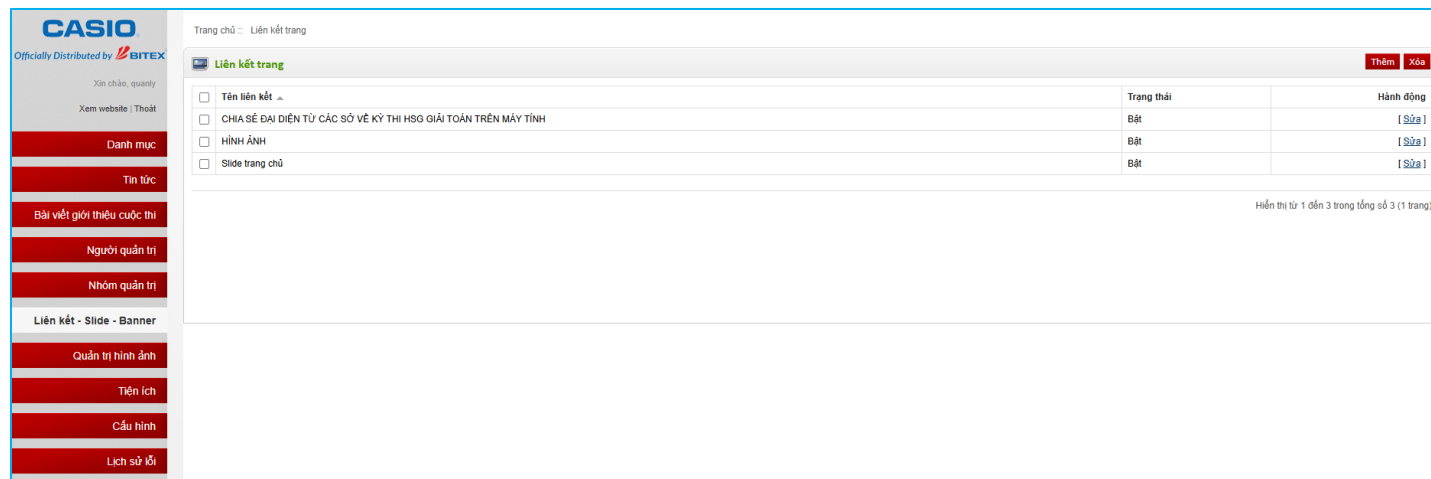 CASIO
Officially Distributed by BITEX
Xin chào, quanly
Xem website | Thoát
Danh mục
Tin tức
Bài viết giới thiệu cuộc thi
Người quản trị
Nhóm quản trị
Liên kết - Slide - Banner
Quản trị hình ảnh
Tiện ích
Cấu hình
Lịch sử lỗi
Trang chủ :: Liên kết trang
Liên kết trang
Thêm Xóa
Tên liên kết Trạng thái Hành động
CHIA SẺ ĐẠI DIỆN TỪ CÁC SỞ VỀ KỲ THI HSG GIẢI TOÁN TRÊN MÁY TÍNH Bật [ Sửa ]
HÌNH ẢNH Bật [ Sửa ]
Slide trang chủ Bật [ Sửa ]
Hiển thị từ 1 đến 3 trong tổng số 3 (1 trang)